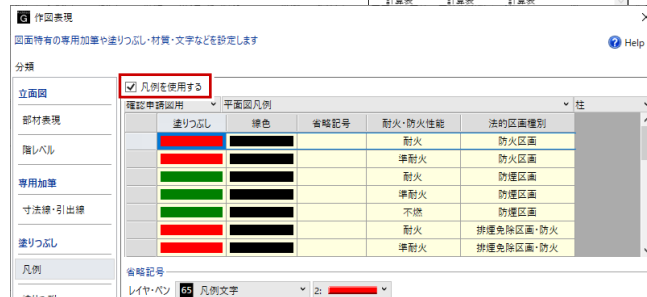 計算表 計算表 計算表
G 作図表現
図面特有の専用加筆や塗りつぶし・材質・文字などを設定します
Help
分類
凡例を使用する
立面図
確認申請図用 平面図凡例 柱
部材表現
塗りつぶし 線色 省略記号 耐火・防火性能 法的区画種別
耐火 防火区画
階レベル
準耐火 防火区画
耐火 防煙区画
専用加筆
準耐火 防煙区画
寸法線・引出線
不燃 防煙区画
耐火 排煙免除区画・防火
塗りつぶし
準耐火 排煙免除区画・防火
凡例
省略記号
レイヤ・ペン 65 凡例文字 2: